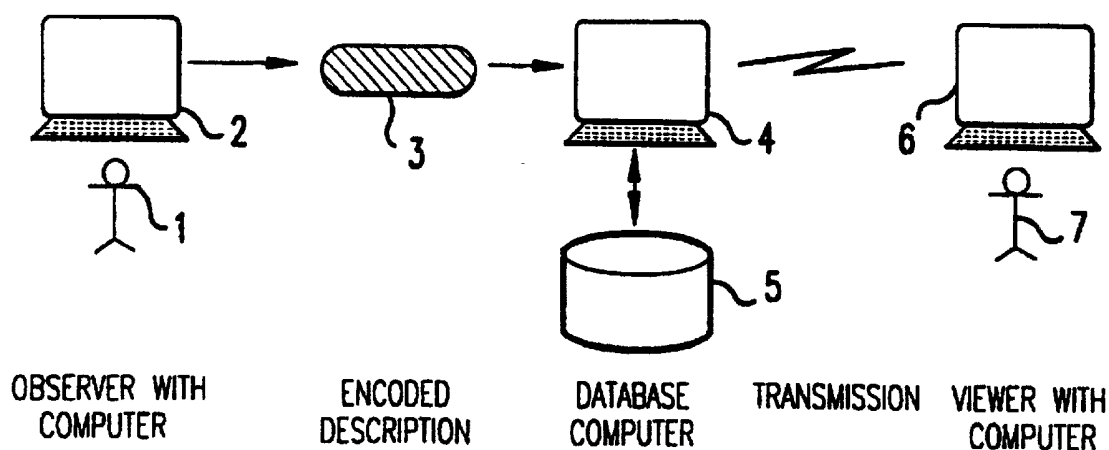 2
3
4
6
1
7
5
OBSERVER WITH
COMPUTER
ENCODED
DESCRIPTION
DATABASE
COMPUTER
TRANSMISSION
VIEWER WITH
COMPUTER